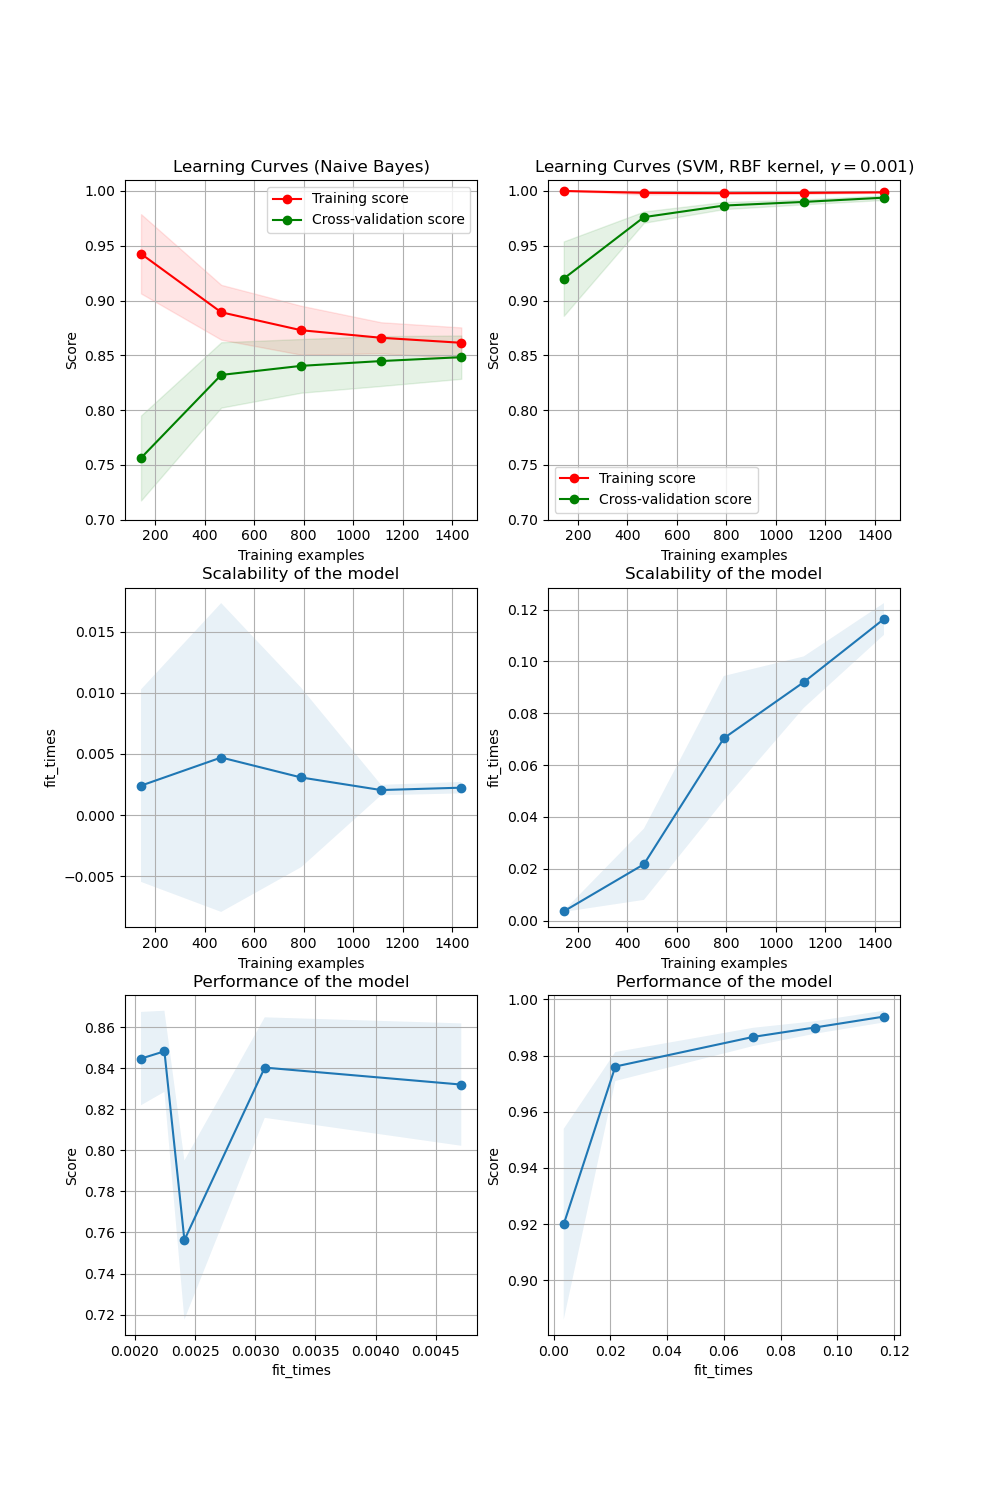 Learning Curves (Naive Bayes)
1.00
0.95
0.90
0.85
0.80
0.75
0.70
Score
Training score
Cross-validation score
200 400 600 800 1000 1200 1400
Training examples
Learning Curves (SVM, RBF kernel, γ = 0.001)
1.00
0.95
0.90
0.85
0.80
0.75
0.70
Score
Training score
Cross-validation score
200 400 600 800 1000 1200 1400
Training examples
Scalability of the model
0.015
0.010
0.005
0.000
−0.005
fit_times
200 400 600 800 1000 1200 1400
Training examples
Scalability of the model
0.12
0.10
0.08
0.06
0.04
0.02
0.00
fit_times
200 400 600 800 1000 1200 1400
Training examples
Performance of the model
0.86
0.84
0.82
0.80
0.78
0.76
0.74
0.72
Score
0.0020 0.0025 0.0030 0.0035 0.0040 0.0045
fit_times
Performance of the model
1.00
0.98
0.96
0.94
0.92
0.90
Score
0.00 0.02 0.04 0.06 0.08 0.10 0.12
fit_times